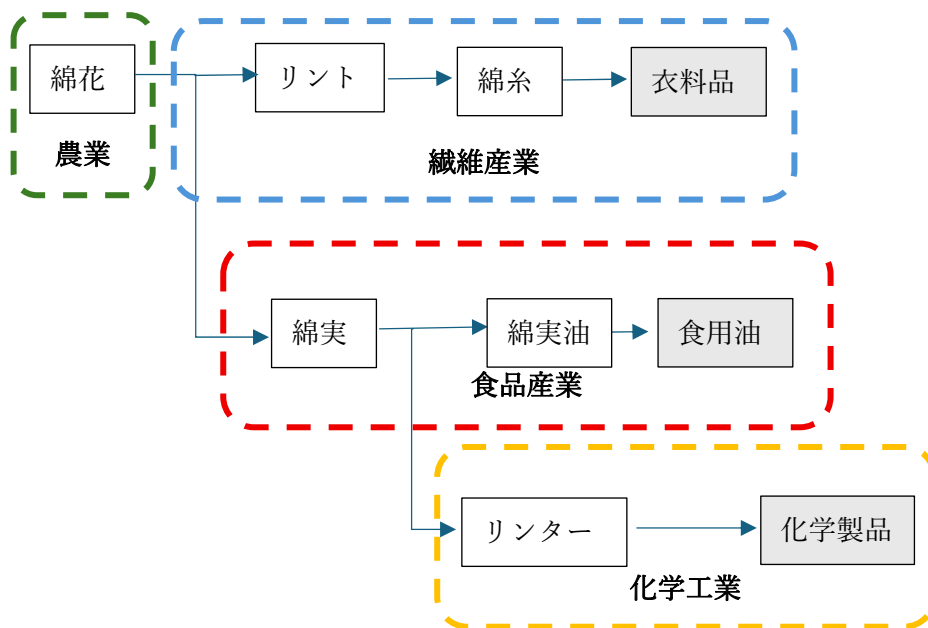 綿花
リント
綿糸
衣料品
農業
繊維産業
綿実
綿実油
食用油
食品産業
リンター
化学製品
化学工業